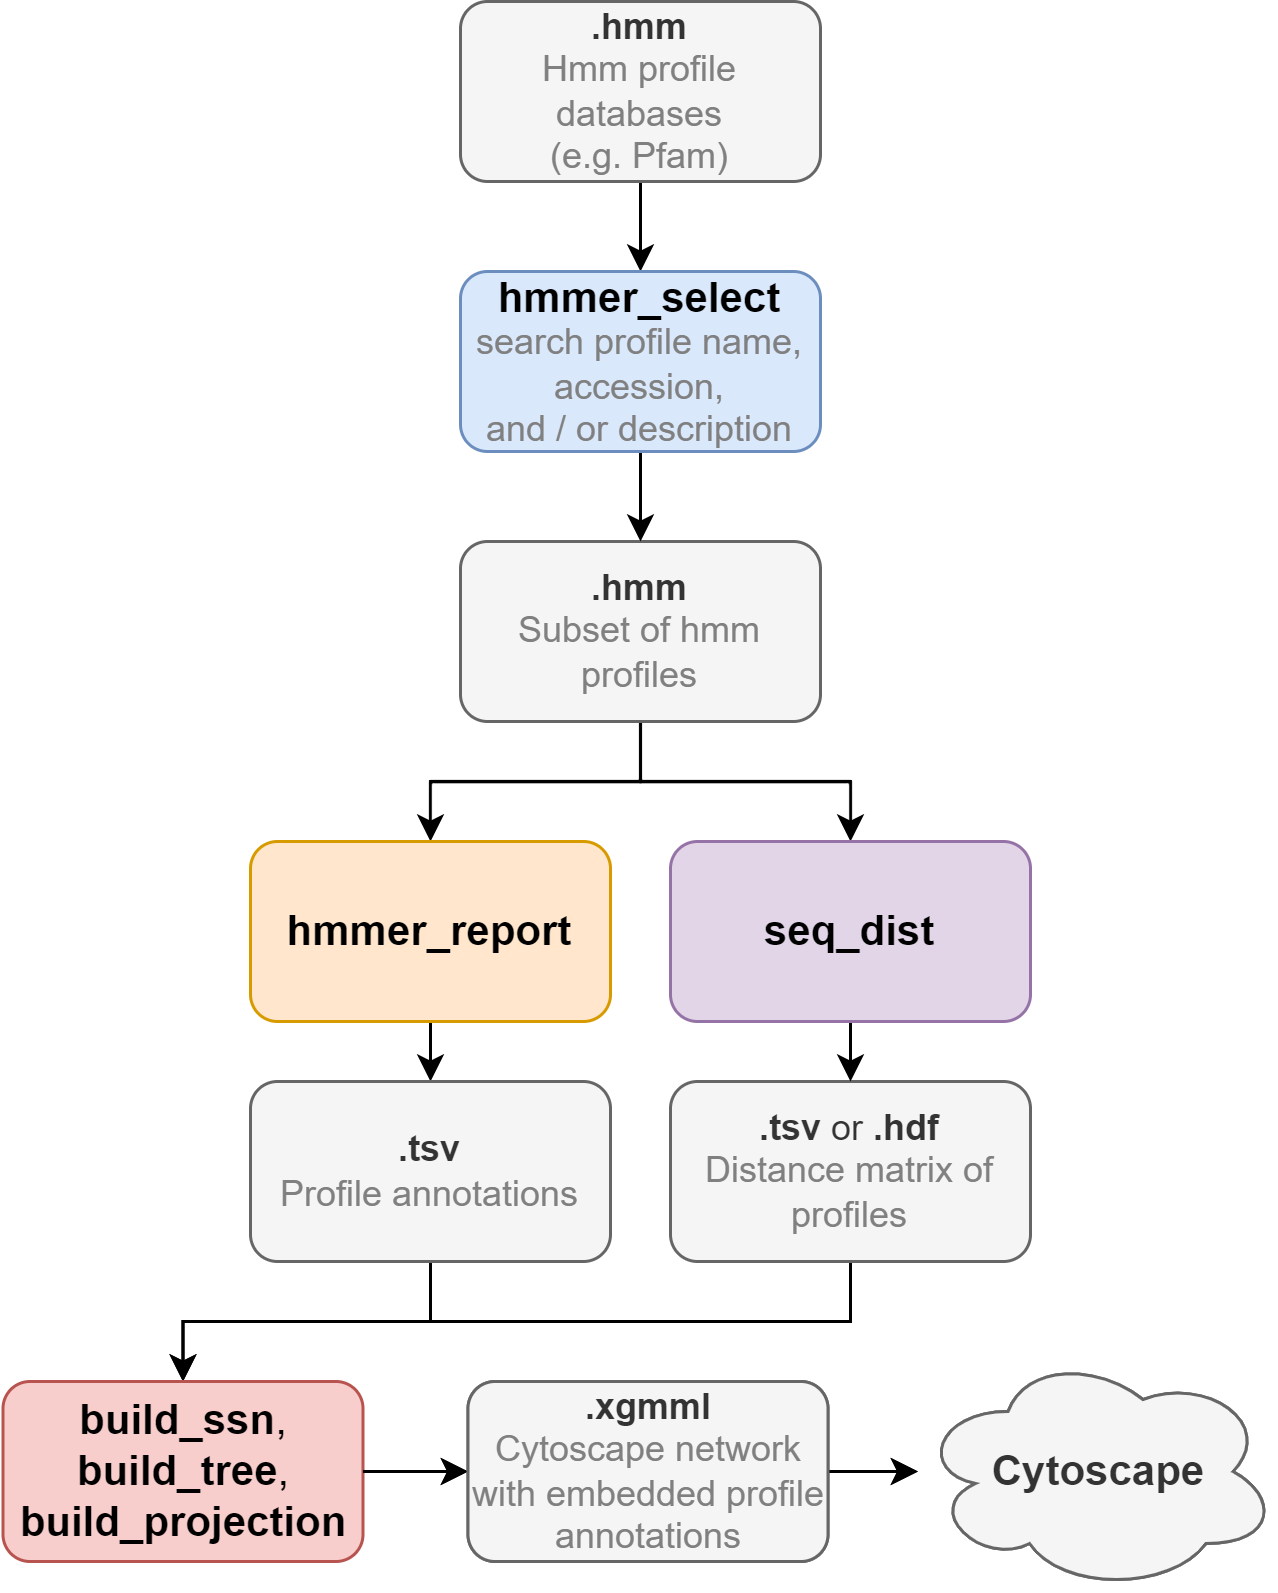 .hmm
Hmm profile
databases
(e.g. Pfam)
hmmer_select
search profile name,
accession,
and / or description
.hmm
Subset of hmm
profiles
hmmer_report
seq_dist
.tsv
Profile annotations
.tsv or .hdf
Distance matrix of
profiles
build_ssn,
build_tree,
build_projection
.xgmml
Cytoscape network
with embedded profile
annotations
Cytoscape